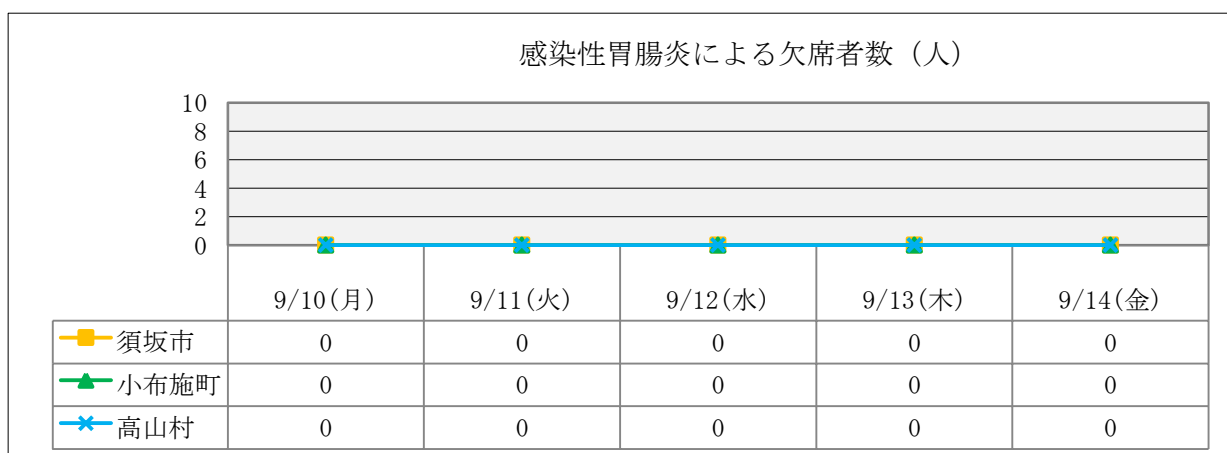 感染性胃腸炎による欠席者数（人）
10
8
6
4
2
0
9/10(月) 9/11(火) 9/12(水) 9/13(木) 9/14(金)
須坂市 0 0 0 0 0
小布施町 0 0 0 0 0
高山村 0 0 0 0 0